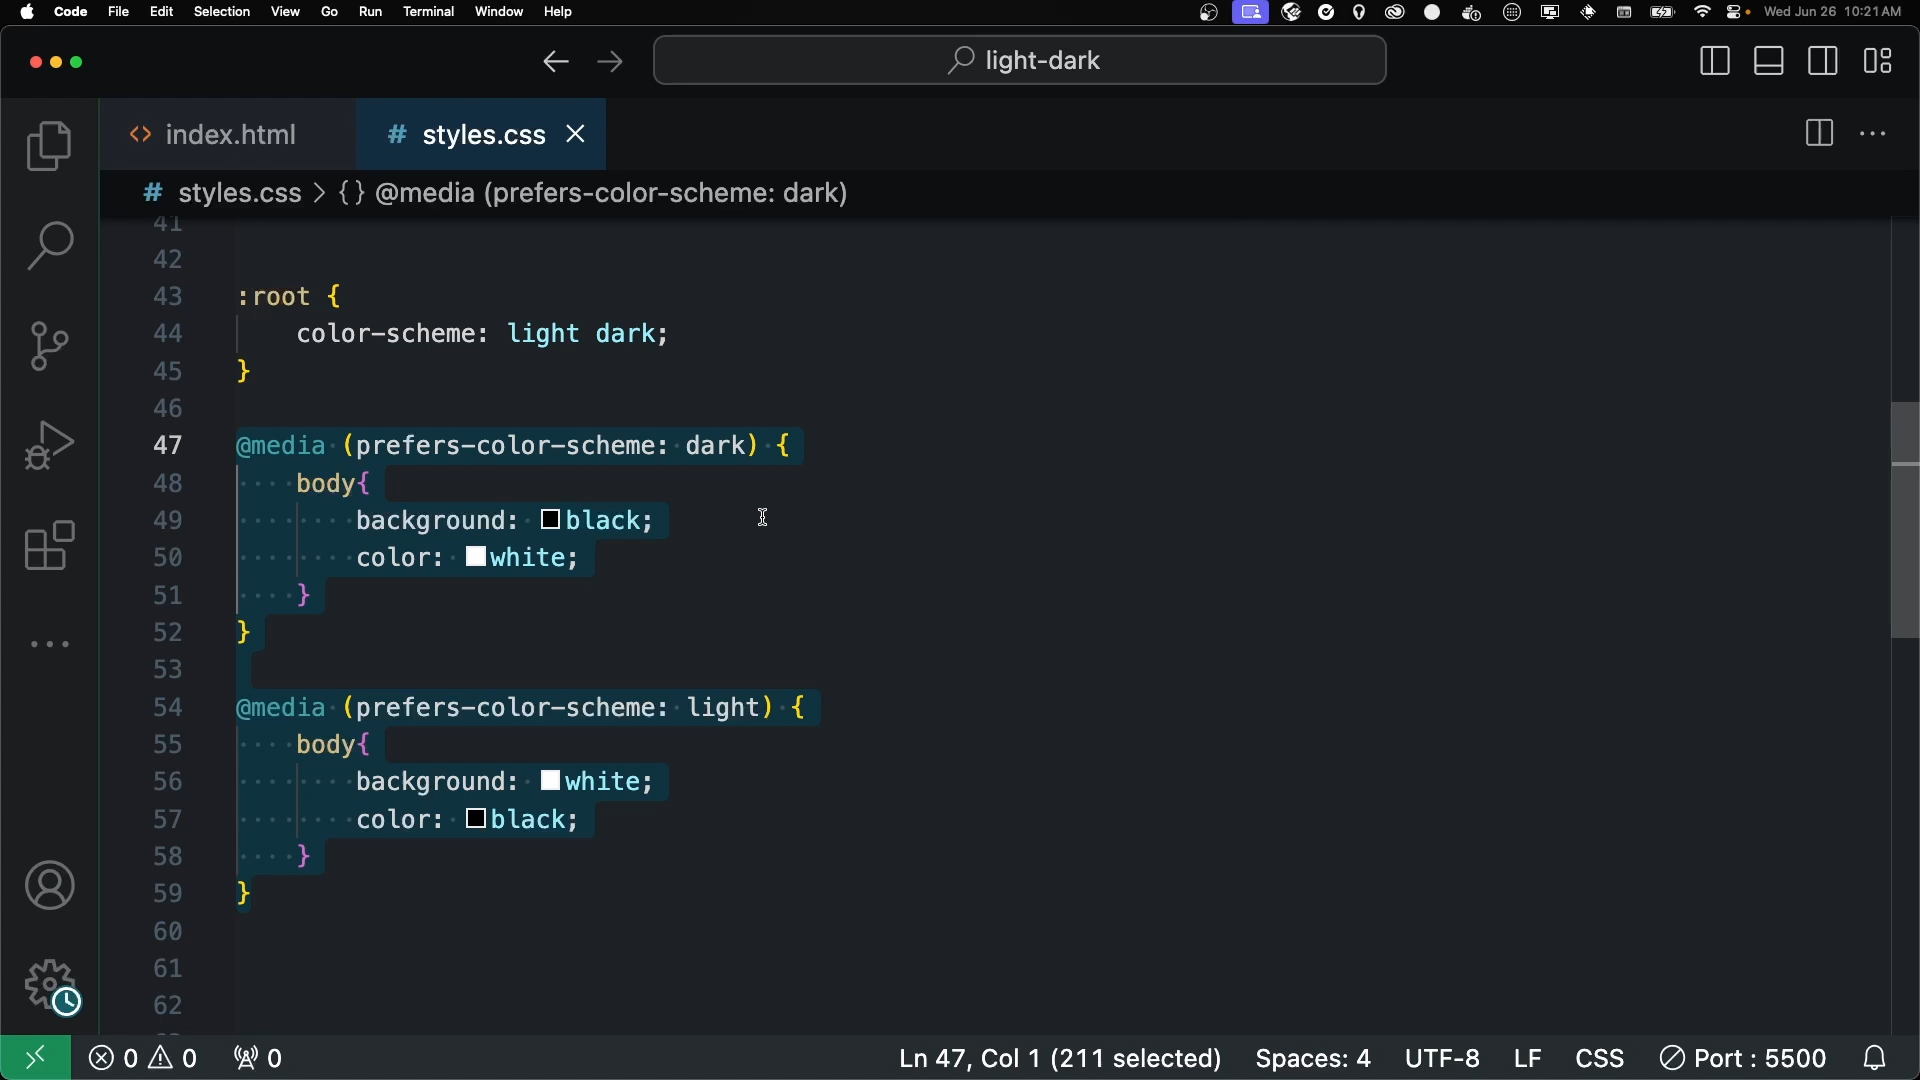 Code File Edit Selection View Go Run Terminal Window Help Wed Jun 26 10:21 AM
light-dark
index.html
# styles.css
# styles.css > {} @media (prefers-color-scheme: dark)
41
42
43 :root {
44 color-scheme: light dark;
45 }
46
47 @media (prefers-color-scheme: dark) {
48 body{
49 background: black;
50 color: white;
51 }
52 }
53
54 @media (prefers-color-scheme: light) {
55 body{
56 background: white;
57 color: black;
58 }
59 }
60
61
62
0 0 0 Ln 47, Col 1 (211 selected) Spaces: 4 UTF-8 LF CSS Port : 5500